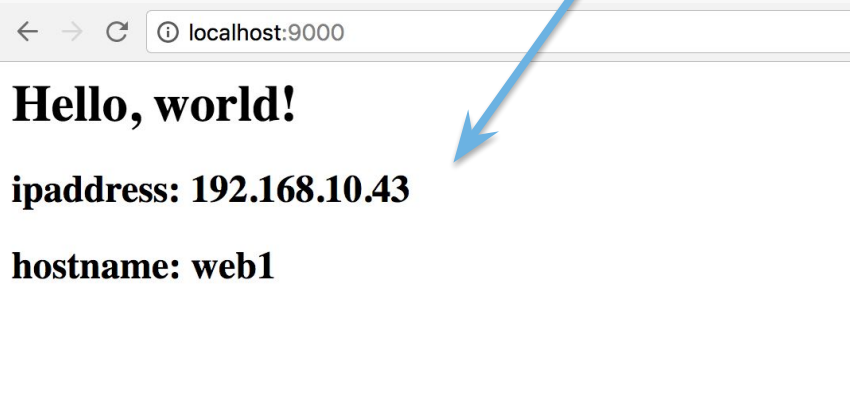 localhost:9000
Hello, world!
ipaddress: 192.168.10.43
hostname: web1